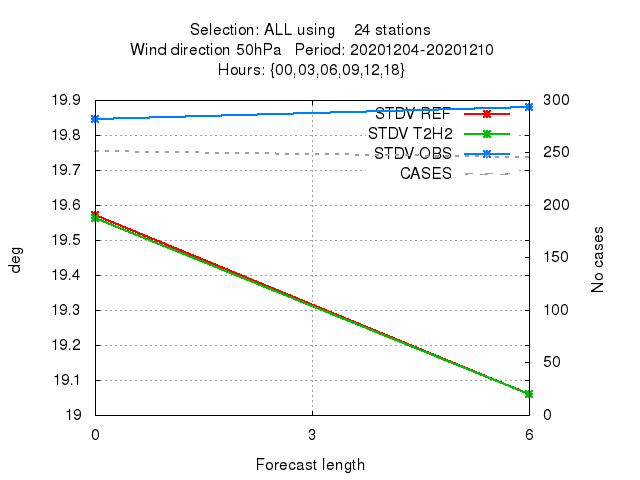 Selection: ALL using    24 stations
Wind direction 50hPa   Period: 20201204-20201210
Hours: {00,03,06,09,12,18}
19.9
19.8
19.7
19.6
19.5
19.4
19.3
19.2
19.1
19
300
250
200
150
100
50
0
STDV REF
STDV T2H2
STDV OBS
CASES
deg
No cases
0
3
6
Forecast length